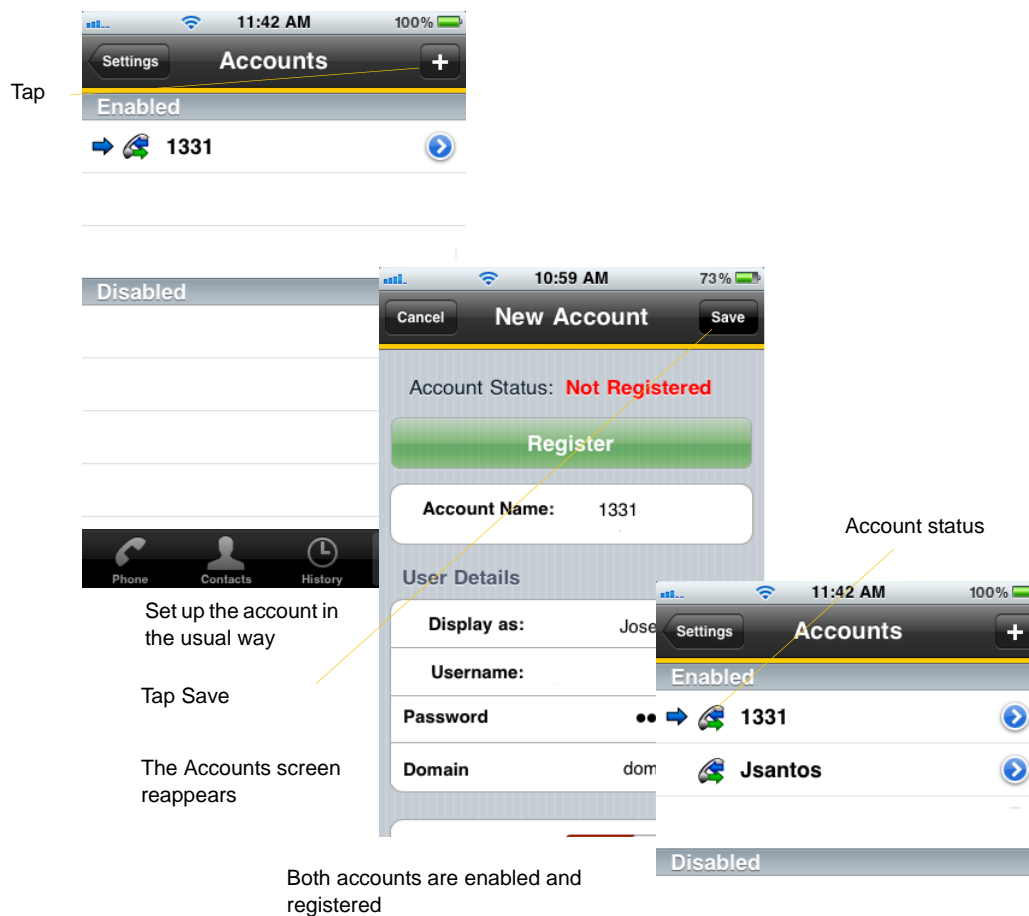 11:42 AM 100%
Settings Accounts +
Tap
Enabled
1331
Disabled
Phone Contacts History
10:59 AM 73%
Cancel New Account Save
Account Status: Not Registered
Register
Account Name: 1331
User Details
Display as: Jose
Username:
Password
Domain dom
Set up the account in
the usual way
Tap Save
The Accounts screen
reappears
Account status
11:42 AM 100%
Settings Accounts +
Enabled
1331
Jsantos
Disabled
Both accounts are enabled and
registered